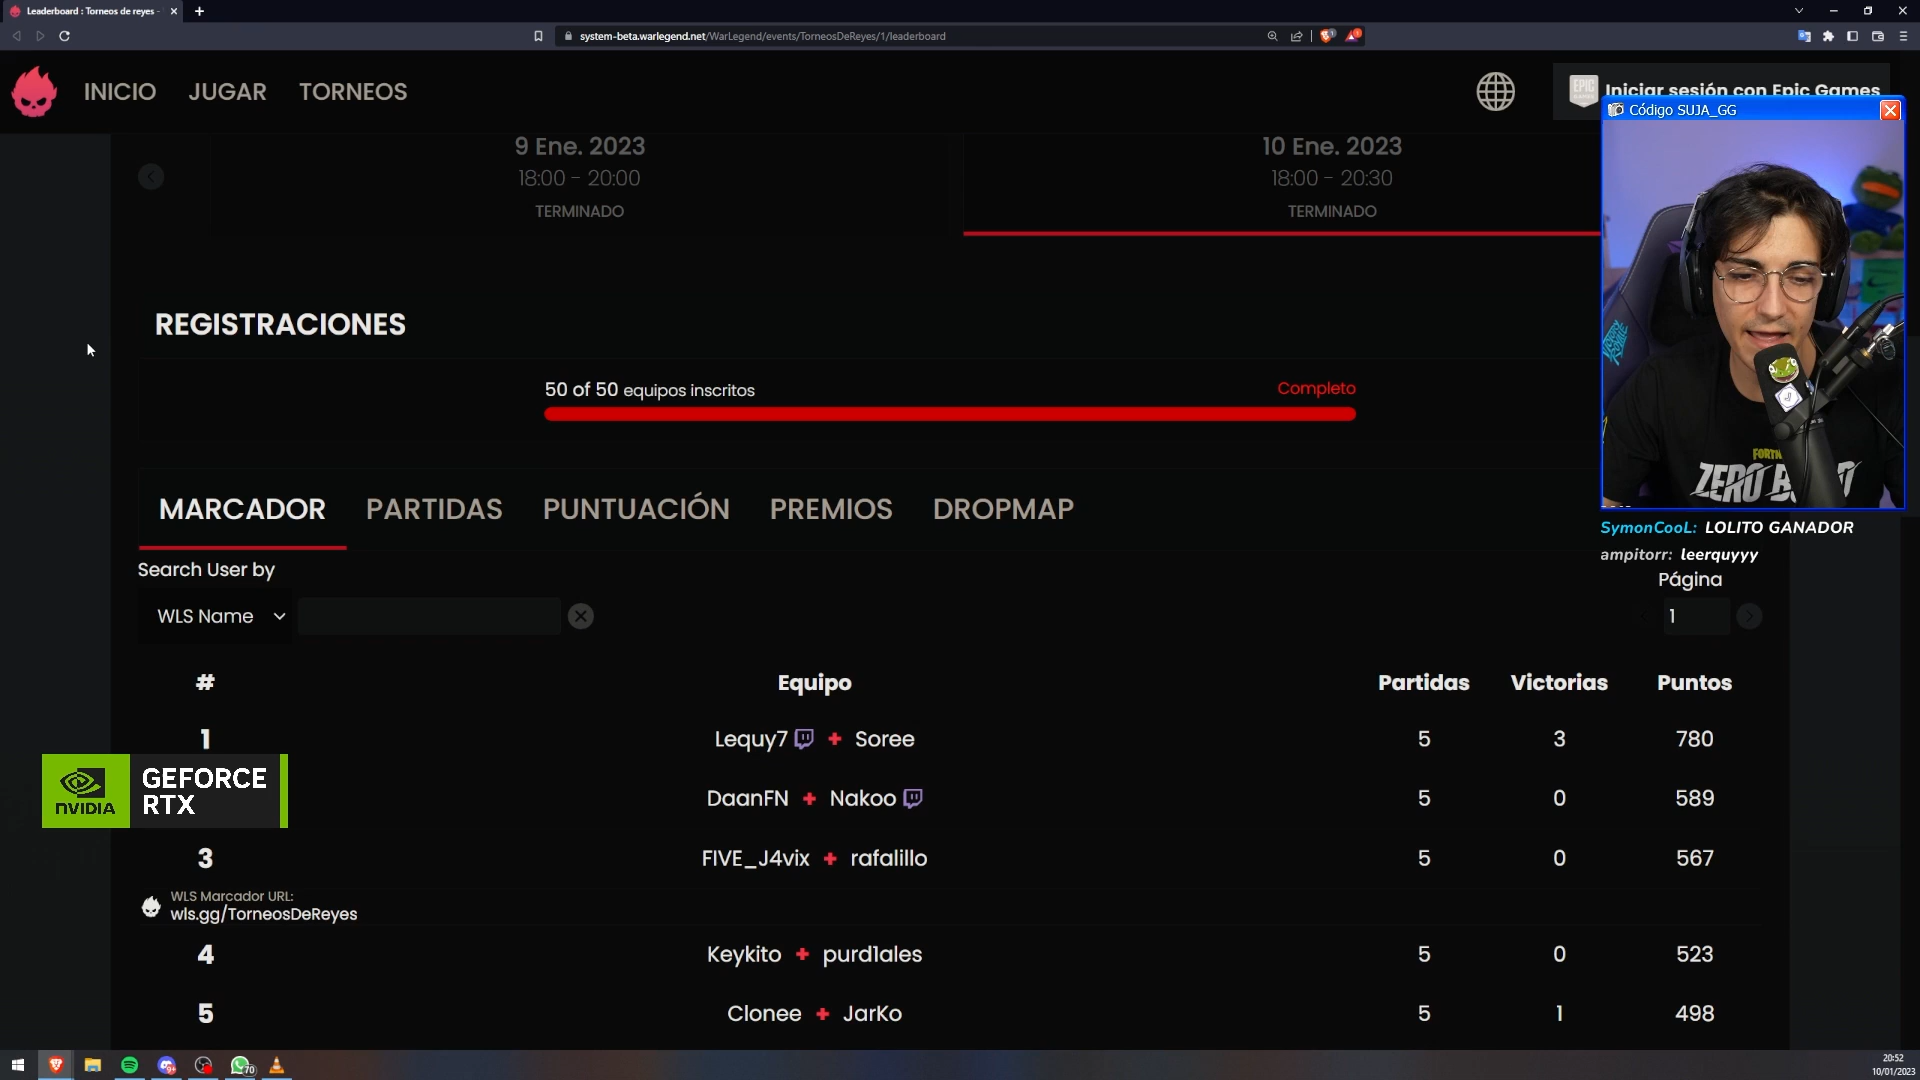 Leaderboard : Torneos de reyes -
system-beta.warlegend.net/WarLegend/events/TorneosDeReyes/1/leaderboard
INICIO
JUGAR
TORNEOS
EPIC
Iniciar sesión con Epic Games
Código SUJA_GG
9 Ene. 2023
18:00 - 20:00
TERMINADO
10 Ene. 2023
18:00 - 20:30
TERMINADO
REGISTRACIONES
50 of 50 equipos inscritos
Completo
VICTORY ROYALE
ZERO
MARCADOR
PARTIDAS
PUNTUACIÓN
PREMIOS
DROPMAP
SymonCooL: LOLITO GANADOR
ampitorr: leerquyyy
Search User by
Página
WLS Name
1
# Equipo Partidas Victorias Puntos
1 Lequy7 + Soree 5 3 780
NVIDIA
GEFORCE
RTX
DaanFN + Nakoo 5 0 589
3 FIVE_J4vix + rafalillo 5 0 567
WLS Marcador URL:
wls.gg/TorneosDeReyes
4 Keykito + purd1ales 5 0 523
5 Clonee + JarKo 5 1 498
70
20:52
10/01/2023